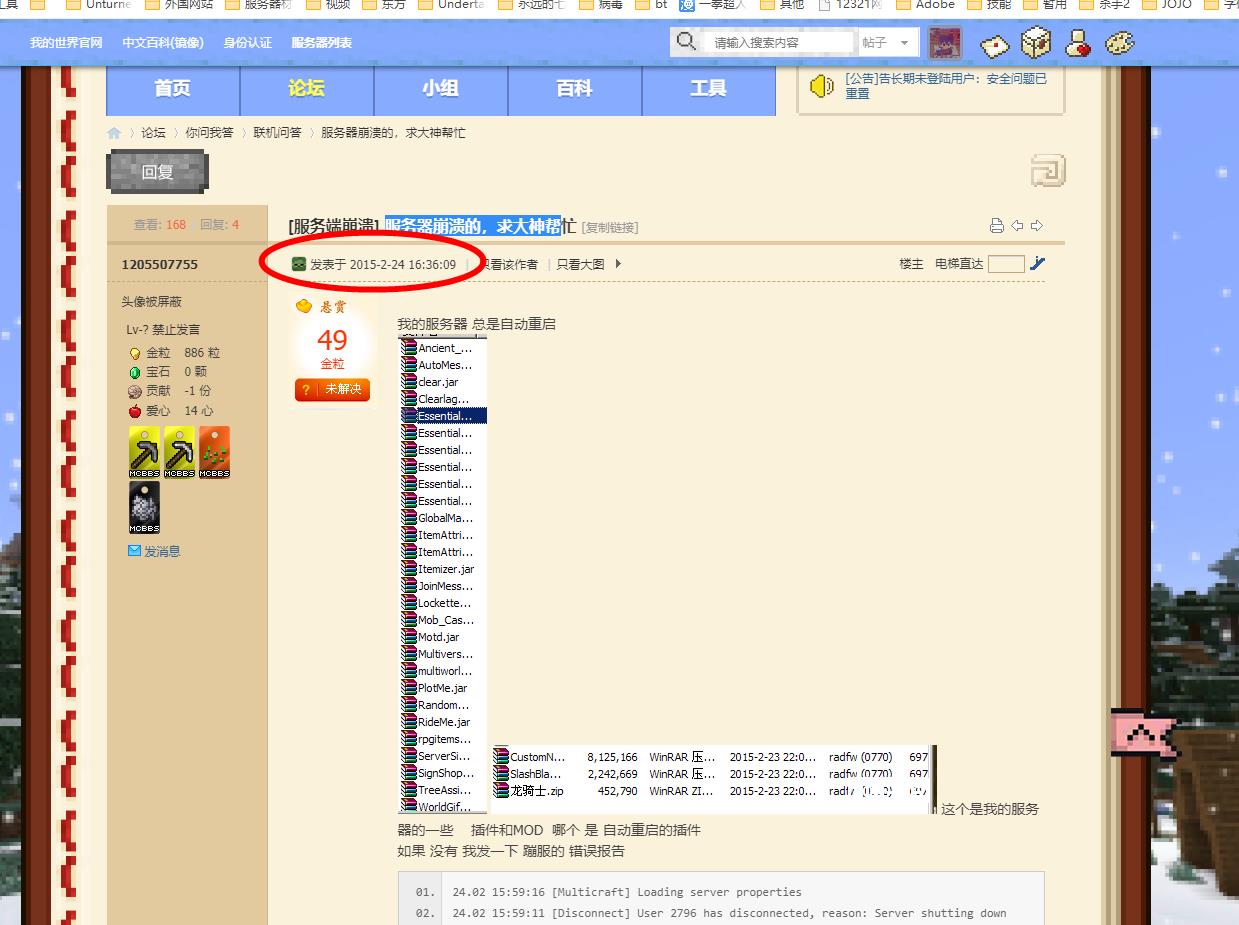 工具
Unturne
外国网站
服务器材
视频
东方
Underta
永远的七
病毒
bt
一拳超人
其他
12321网
Adobe
技能
暂用
杀手2
JOJO
我的世界官网 中文百科(镜像) 身份认证 服务器列表
请输入搜索内容 帖子
首页 论坛 小组 百科 工具
[公告]告长期未登陆用户：安全问题已
重置
论坛 〉 你问我答 〉 联机问答 〉 服务器崩溃的，求大神帮忙
回复
查看: 168 回复: 4
[服务端崩溃] 服务器崩溃的，求大神帮忙 [复制链接]
1205507755
发表于 2015-2-24 16:36:09 | 只看该作者 | 只看大图
楼主 电梯直达
头像被屏蔽
Lv-? 禁止发言
金粒 886 粒
宝石 0 颗
贡献 -1 份
爱心 14 心
MCBBS MCBBS MCBBS
MCBBS
发消息
悬赏
49
金粒
? 未解决
我的服务器 总是自动重启
Ancient_...
AutoMes...
clear.jar
Clearlag...
Essential...
Essential...
Essential...
Essential...
Essential...
Essential...
GlobalMa...
ItemAttri...
ItemAttri...
Itemizer.jar
JoinMess...
Lockette...
Mob_Cas...
Motd.jar
Multivers...
multiworl...
PlotMe.jar
Random...
RideMe.jar
rpgitems...
ServerSi...
SignShop...
TreeAssi...
WorldGif...
CustomN... 8,125,166 WinRAR 压... 2015-2-23 22:0... radfw (0770) 697
SlashBla... 2,242,669 WinRAR 压... 2015-2-23 22:0... radfw (0770) 697
龙骑士.zip 452,790 WinRAR ZI... 2015-2-23 22:0...
这个是我的服务
器的一些 插件和MOD 哪个 是 自动重启的插件
如果 没有 我发一下 蹦服的 错误报告
01. 24.02 15:59:16 [Multicraft] Loading server properties
02. 24.02 15:59:11 [Disconnect] User 2796 has disconnected, reason: Server shutting down